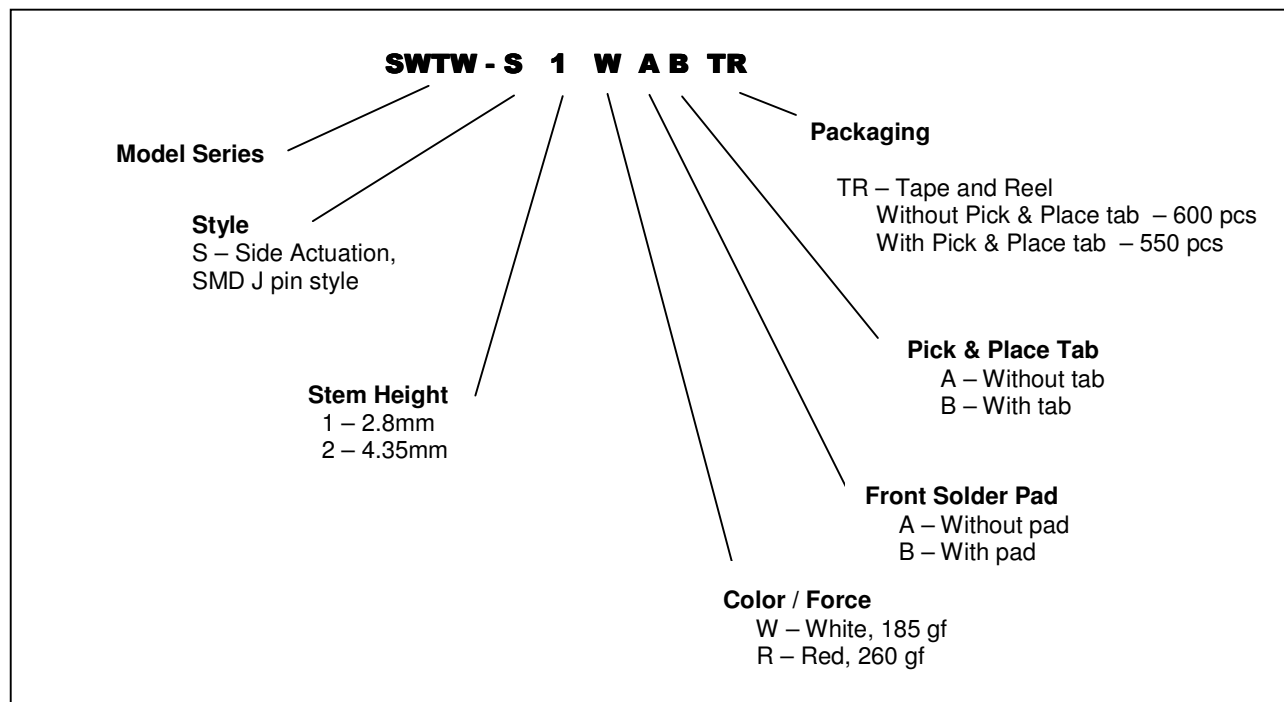 SWTW - S 1 W A B TR
Model Series
Style
S – Side Actuation,
SMD J pin style
Stem Height
1 – 2.8mm
2 – 4.35mm
Packaging
TR – Tape and Reel
Without Pick & Place tab – 600 pcs
With Pick & Place tab – 550 pcs
Pick & Place Tab
A – Without tab
B – With tab
Front Solder Pad
A – Without pad
B – With pad
Color / Force
W – White, 185 gf
R – Red, 260 gf